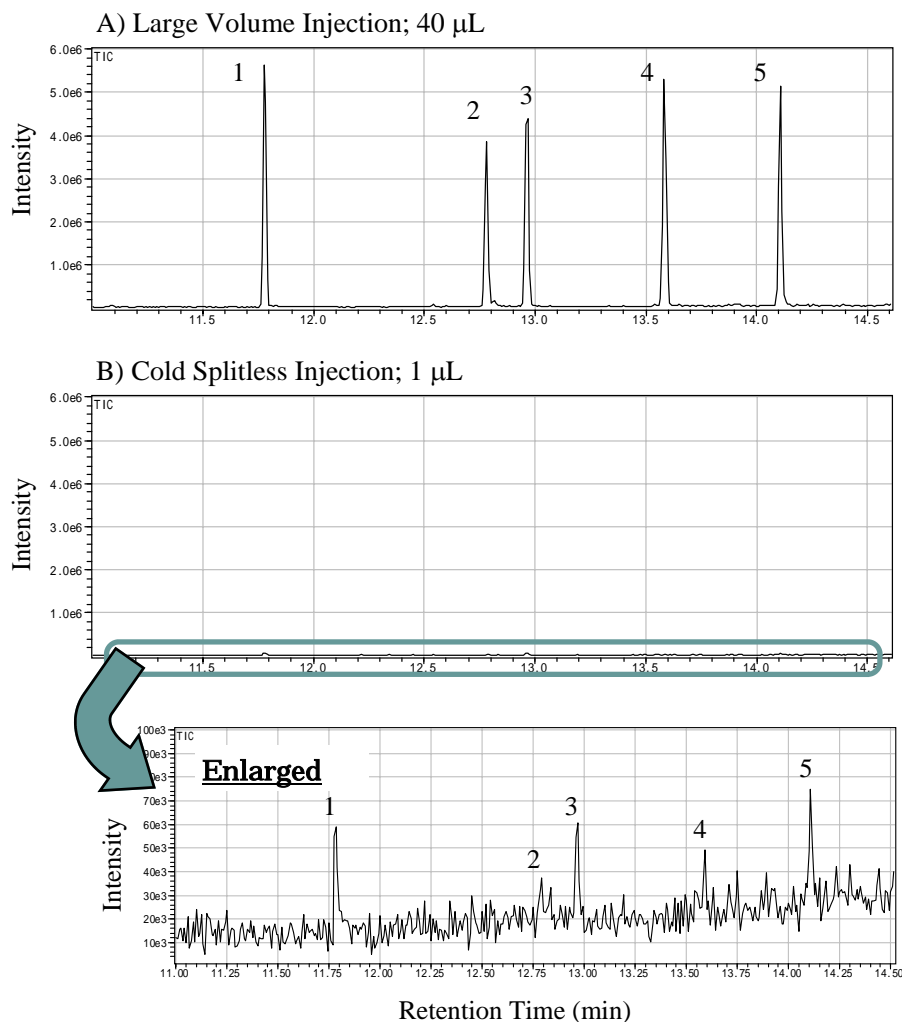 A) Large Volume Injection; 40 μL
6.0e6
TIC
5.0e6
4.0e6
3.0e6
2.0e6
1.0e6
1
2
3
4
5
Intensity
11.5 12.0 12.5 13.0 13.5 14.0 14.5
B) Cold Splitless Injection; 1 μL
6.0e6
TIC
5.0e6
4.0e6
3.0e6
2.0e6
1.0e6
Intensity
11.5 12.0 12.5 13.0 13.5 14.0 14.5
100e3
TIC
Enlarged
70e3
60e3
50e3
40e3
30e3
20e3
10e3
1
2
3
4
5
Intensity
11.00 11.25 11.50 11.75 12.00 12.25 12.50 12.75 13.00 13.25 13.50 13.75 14.00 14.25 14.50
Retention Time (min)